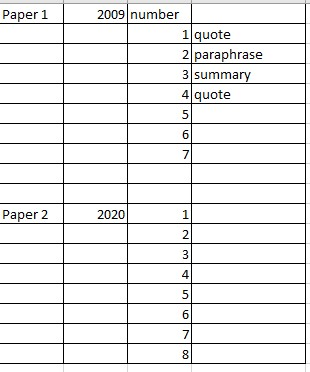 Paper 1 2009 number
1 quote
2 paraphrase
3 summary
4 quote
5
6
7
Paper 2 2020 1
2
3
4
5
6
7
8